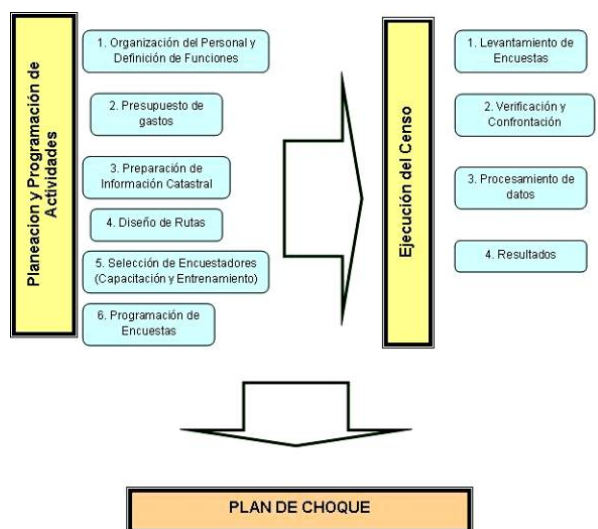 Planeacion y Programación de
Actividades
1. Organización del Personal y
Definición de Funciones
2. Presupuesto de
gastos
3. Preparación de
Información Catastral
4. Diseño de Rutas
5. Selección de Encuestadores
(Capacitación y Entrenamiento)
6. Programación de
Encuestas
Ejecución del Censo
1. Levantamiento de
Encuestas
2. Verificación y
Confrontación
3. Procesamiento de
datos
4. Resultados
PLAN DE CHOQUE